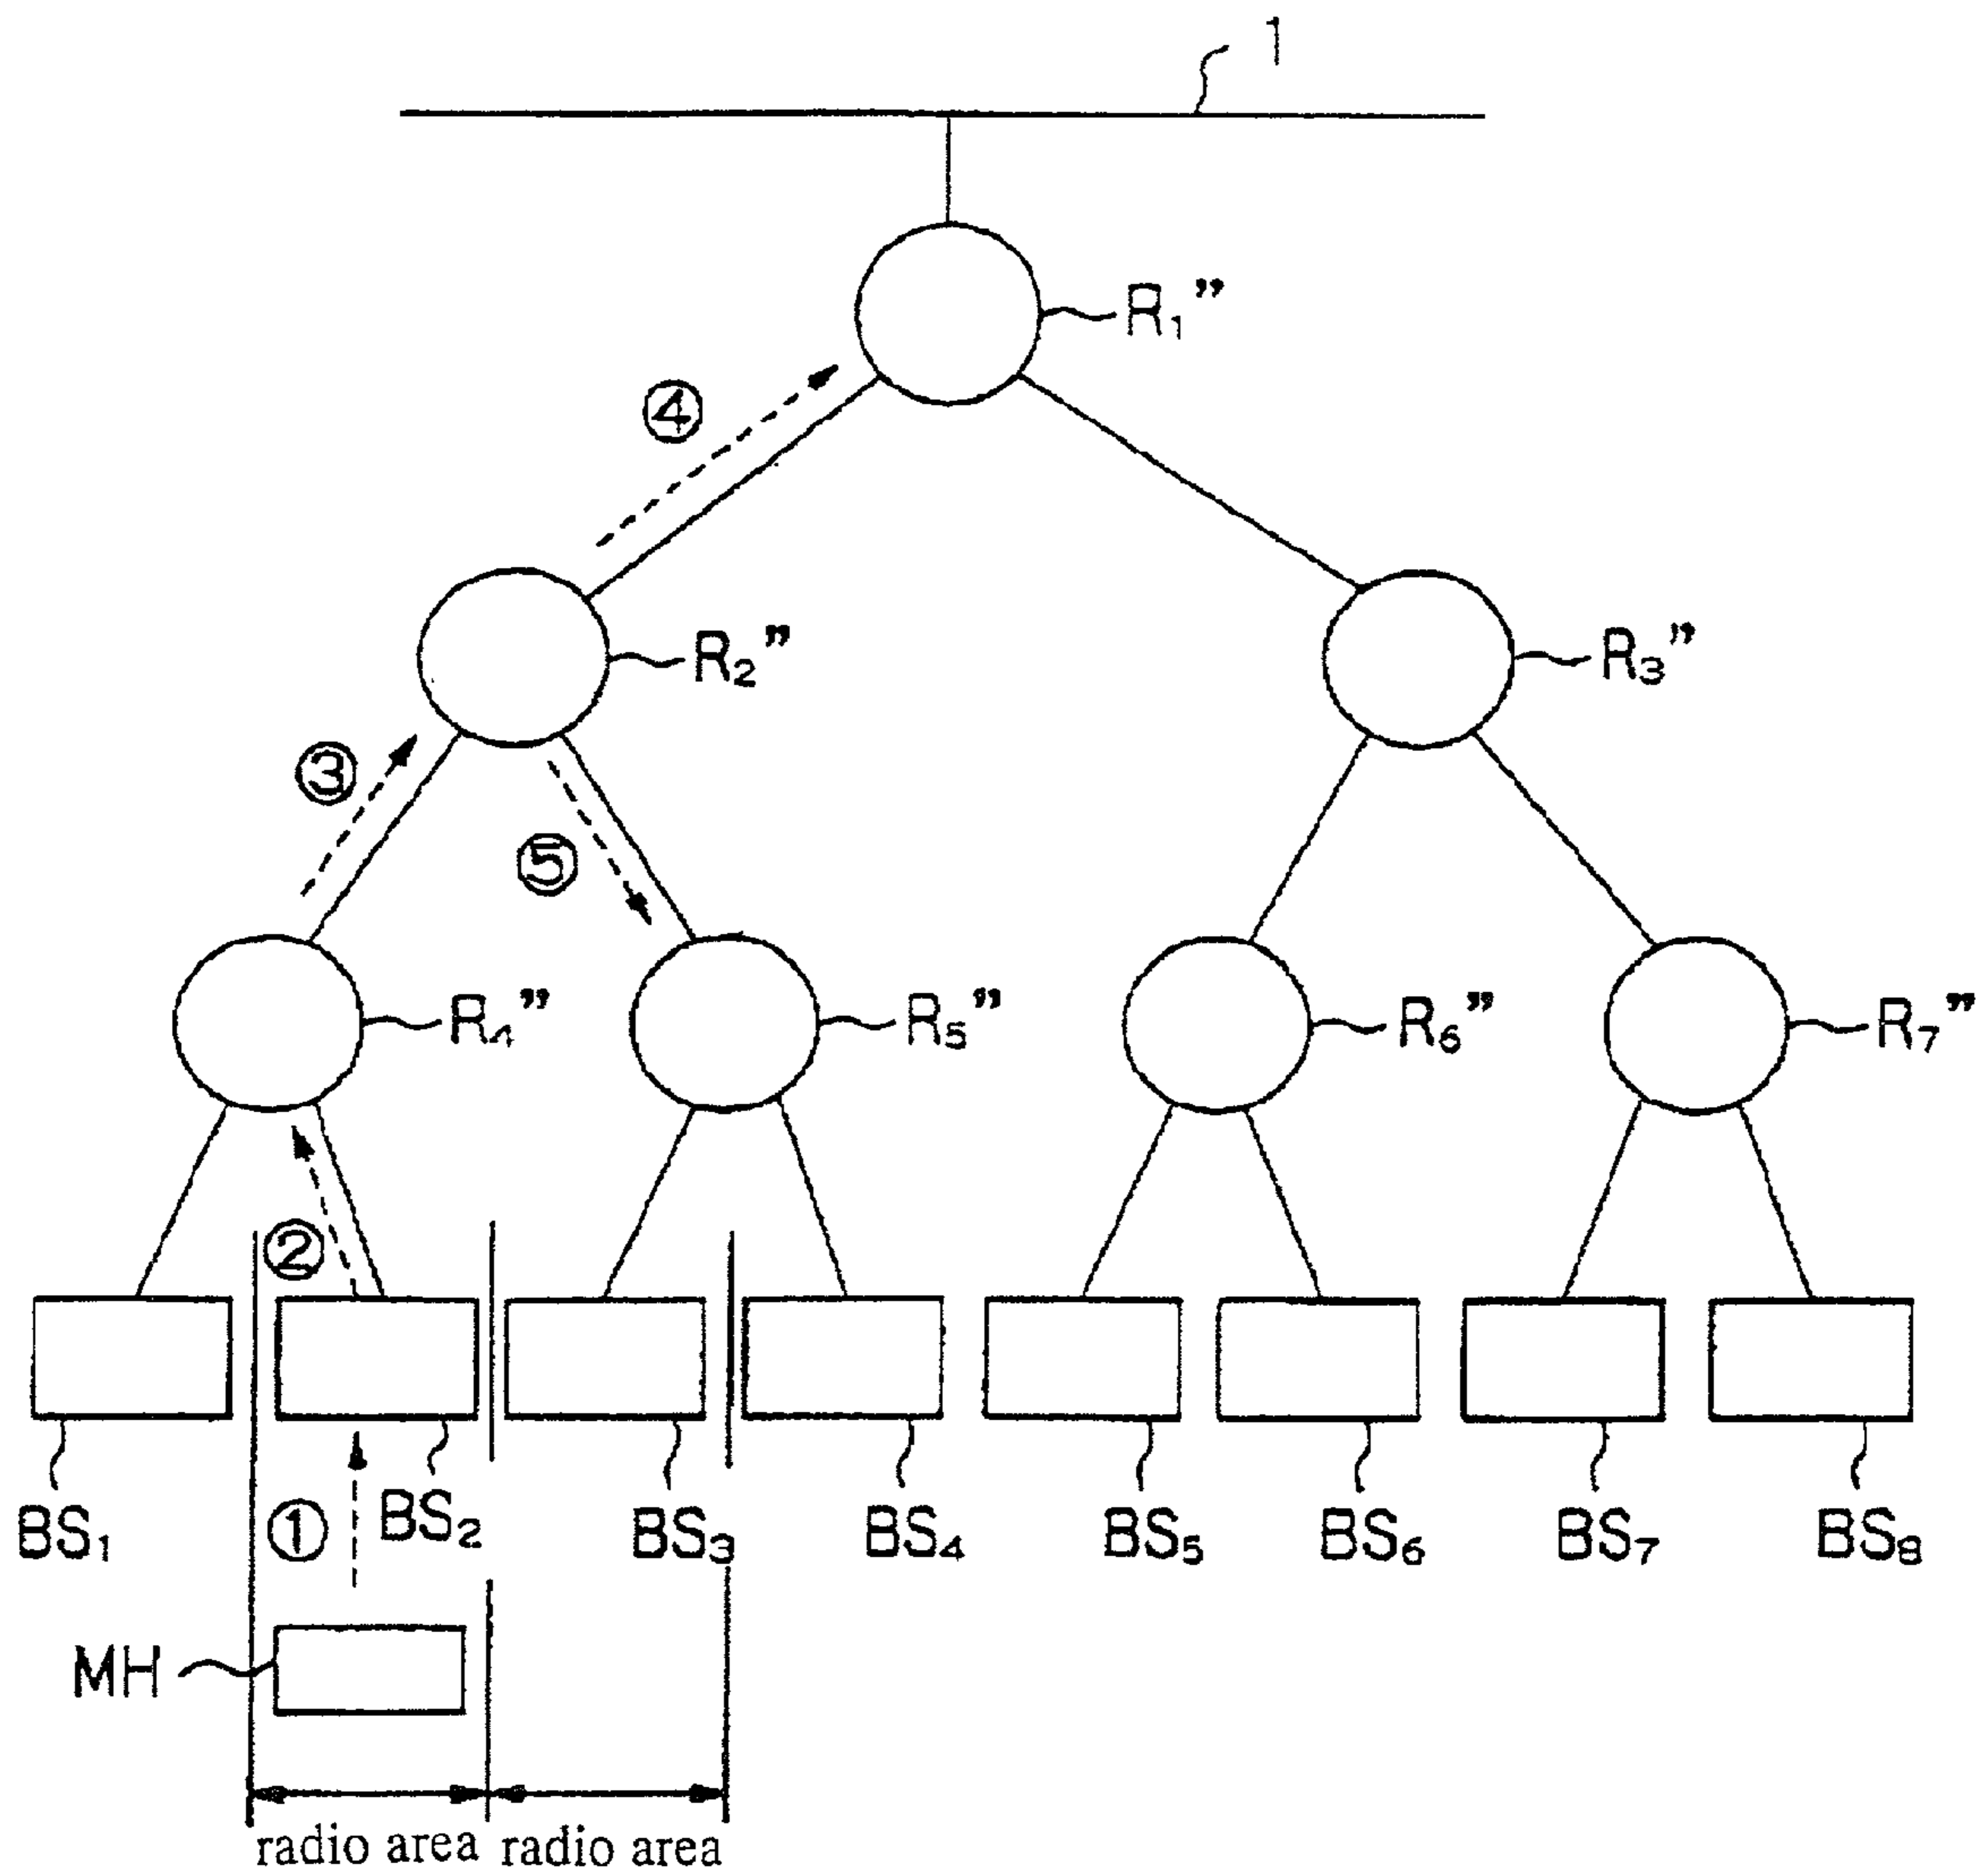 1
R₁”
④
R₂” R₃”
③
⑤
R₄” R₅” R₆” R₇”
②
BS₁ ① BS₂ BS₃ BS₄ BS₅ BS₆ BS₇ BS₈
MH
radio area radio area